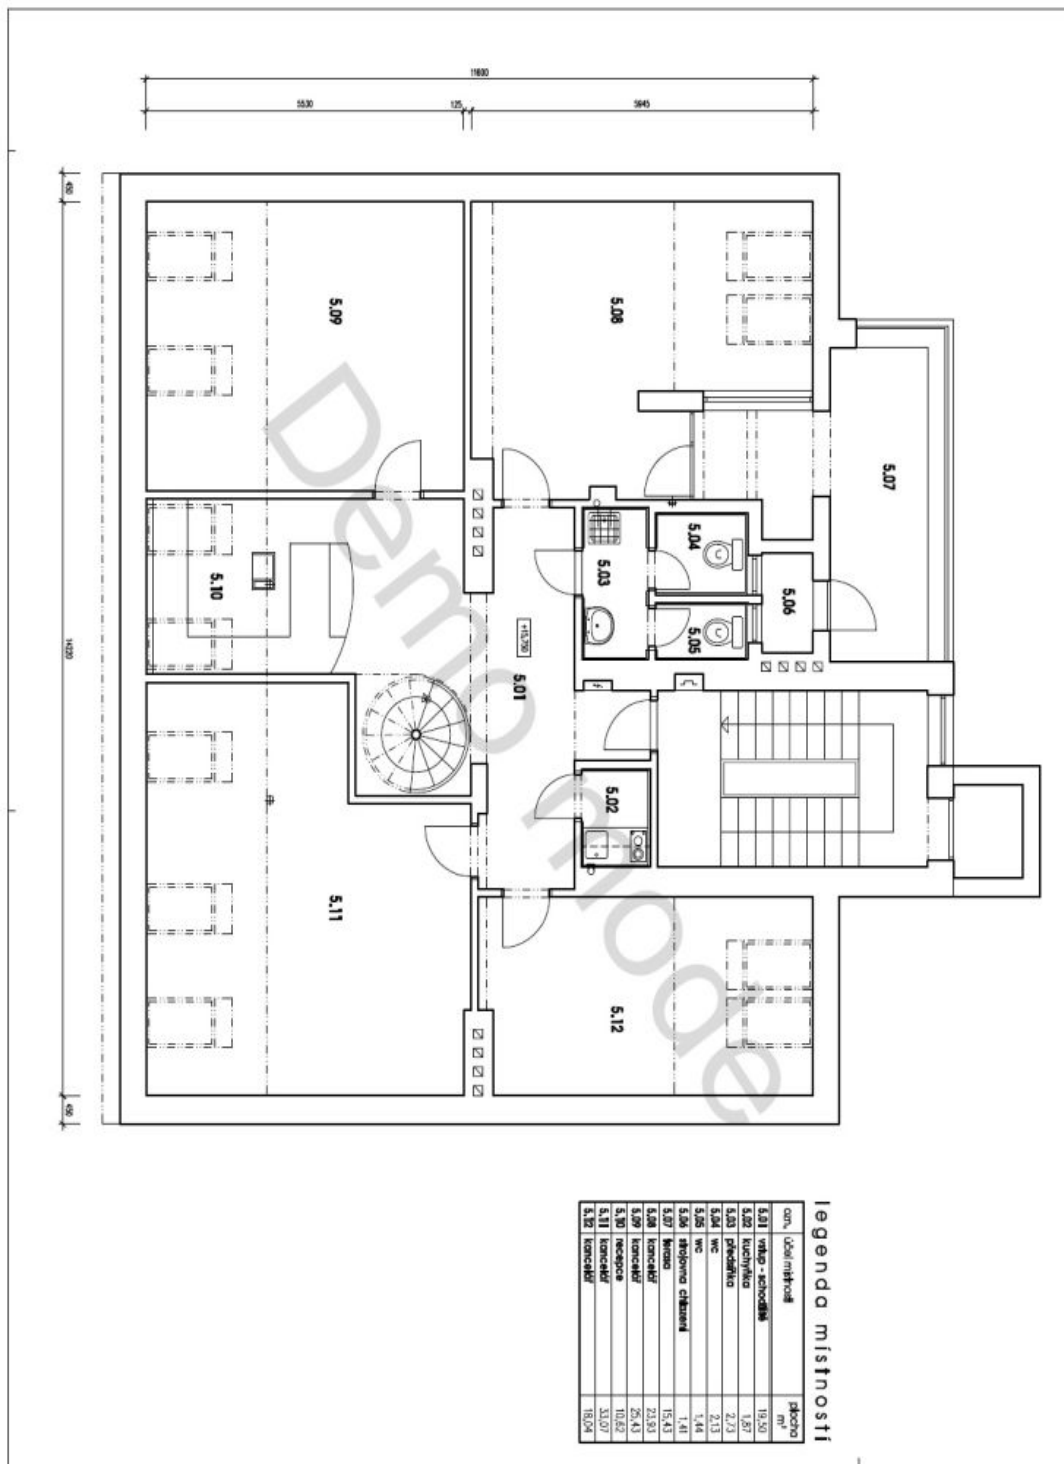 11600
5530
125
5945
450
14220
450
5.09
5.08
5.07
5.10
5.03
5.04
5.05
5.06
+15,750
5.01
5.02
5.11
5.12
Demo mode
legenda místností
ozn. účel místnosti plocha m²
5.01 vstup - schodiště 19,50
5.02 kuchyňka 1,87
5.03 předsíňka 2,73
5.04 wc 2,13
5.05 wc 1,44
5.06 strojovna chlazení 1,41
5.07 terasa 15,43
5.08 kancelář 23,93
5.09 kancelář 25,43
5.10 recepce 10,62
5.11 kancelář 33,07
5.12 kancelář 18,04